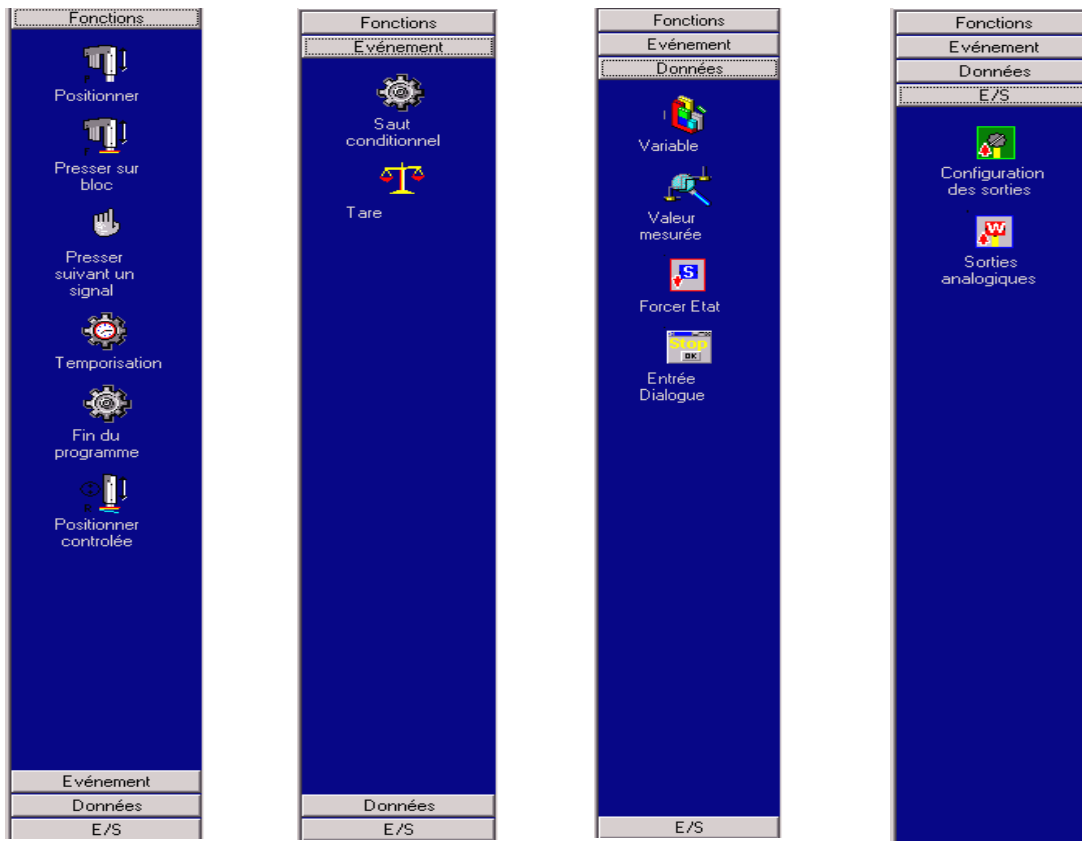 Fonctions
Positionner
Presser sur
bloc
Presser
suivant un
signal
Temporisation
Fin du
programme
Positionner
controlée
Evénement
Données
E/S
Fonctions
Evénement
Saut
conditionnel
Tare
Données
E/S
Fonctions
Evénement
Données
Variable
Valeur
mesurée
S
Forcer Etat
Stop
OK
Entrée
Dialogue
E/S
Fonctions
Evénement
Données
E/S
Configuration
des sorties
W
Sorties
analogiques